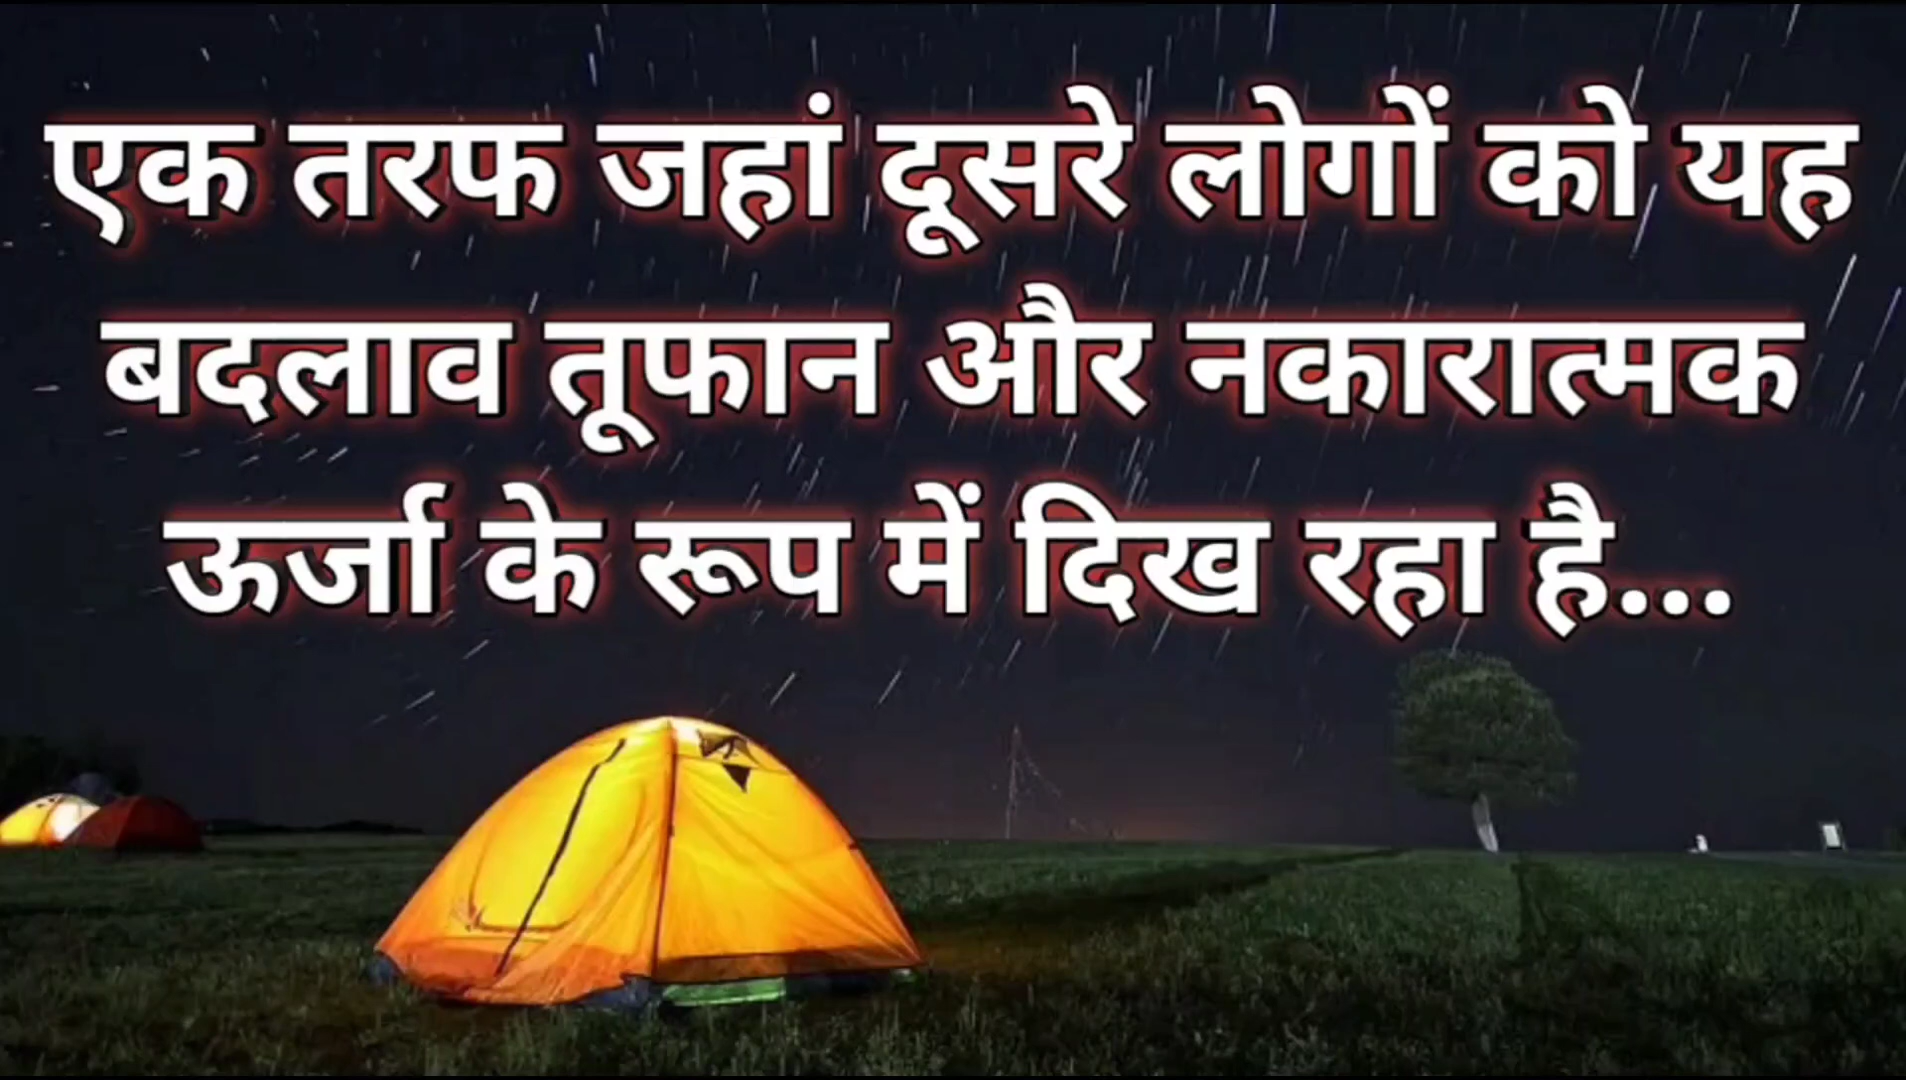 एक तरफ जहां दूसरे लोगों को यह
बदलाव तूफान और नकारात्मक
ऊर्जा के रूप में दिख रहा है...